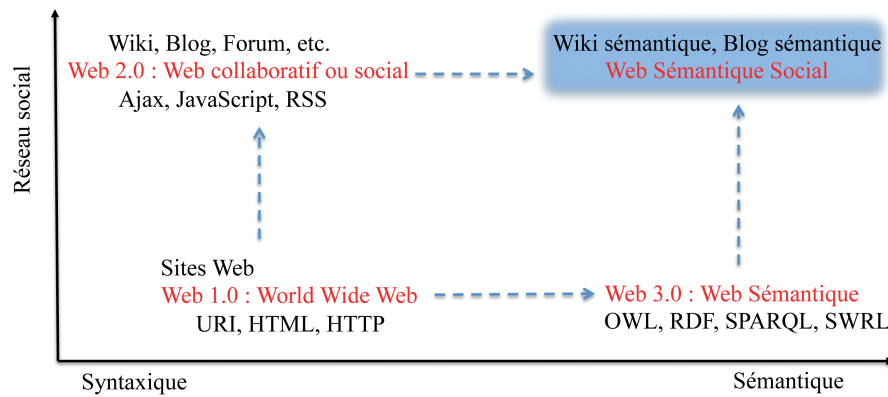 Wiki, Blog, Forum, etc.
Web 2.0 : Web collaboratif ou social
Ajax, JavaScript, RSS
Wiki sémantique, Blog sémantique
Web Sémantique Social
Réseau social
Sites Web
Web 1.0 : World Wide Web
URI, HTML, HTTP
Web 3.0 : Web Sémantique
OWL, RDF, SPARQL, SWRL
Syntaxique
Sémantique